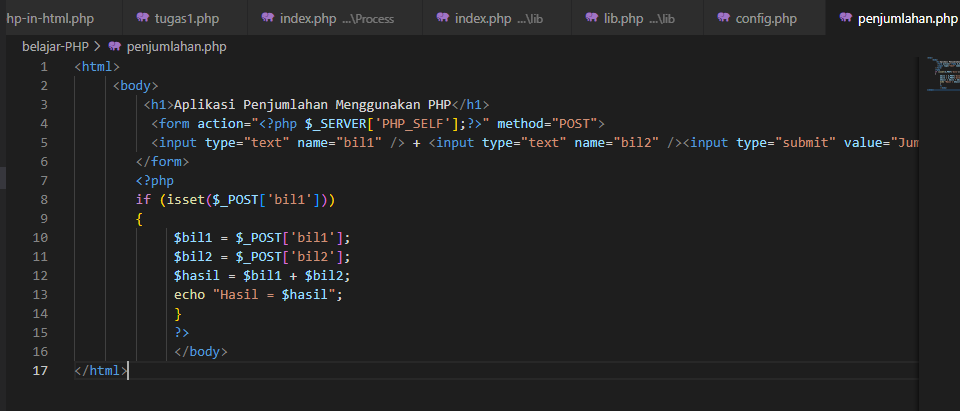 hp-in-html.php tugas1.php index.php ...\Process index.php ...\lib lib.php ...\lib config.php penjumlahan.php
belajar-PHP > penjumlahan.php
1 <html>
2 <body>
3 <h1>Aplikasi Penjumlahan Menggunakan PHP</h1>
4 <form action="<?php $_SERVER['PHP_SELF'];?>" method="POST">
5 <input type="text" name="bil1" /> + <input type="text" name="bil2" /><input type="submit" value="Jum
6 </form>
7 <?php
8 if (isset($_POST['bil1']))
9 {
10 $bil1 = $_POST['bil1'];
11 $bil2 = $_POST['bil2'];
12 $hasil = $bil1 + $bil2;
13 echo "Hasil = $hasil";
14 }
15 ?>
16 </body>
17 </html>